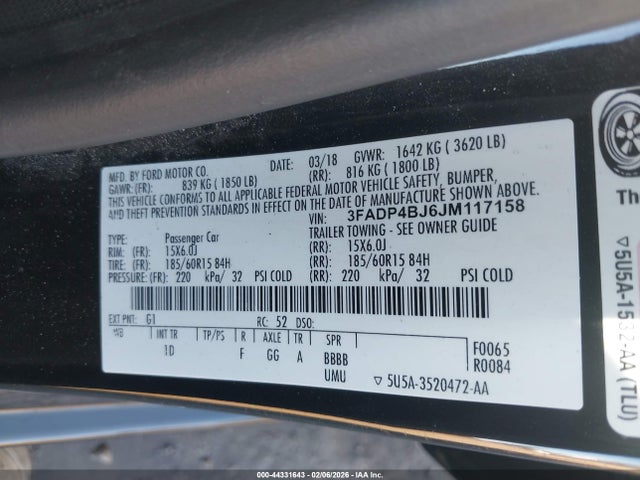 MFD. BY FORD MOTOR CO.
DATE: 03/18 GVWR: 1642 KG ( 3620 LB)
GAWR: (FR): 839 KG ( 1850 LB) (RR): 816 KG ( 1800 LB)
THIS VEHICLE CONFORMS TO ALL APPLICABLE FEDERAL MOTOR VEHICLE SAFETY, BUMPER,
AND THEFT PREVENTION STANDARDS IN EFFECT ON THE DATE OF MANUFACTURE SHOWN ABOVE.
VIN: 3FADP4BJ6JM117158
TYPE: Passenger Car TRAILER TOWING - SEE OWNER GUIDE
RIM: (FR): 15X6.0J (RR): 15X6.0J
TIRE: (FR): 185/60R15 84H (RR): 185/60R15 84H
PRESSURE: (FR): 220 kPa/ 32 PSI COLD (RR): 220 kPa/ 32 PSI COLD
EXT PNT: G1 RC: 52 DSO:
WB INT TR TP/PS R AXLE TR SPR
1D F GG A BBBB
UMU
F0065
R0084
▽ 5U5A-3520472-AA
Th
▽5U5A-1532-AA (TLU)
000-44331643 - 02/06/2026 - IAA Inc.